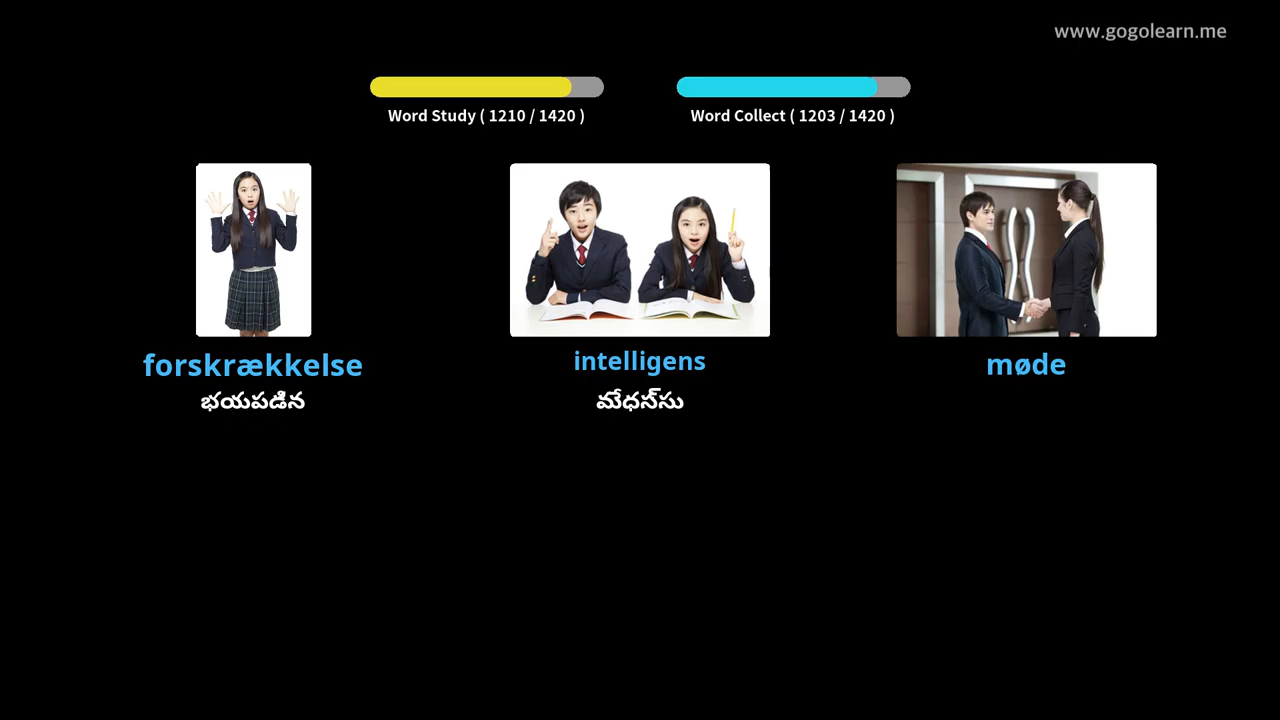 www.gogolearn.me
Word Study ( 1210 / 1420 )
Word Collect ( 1203 / 1420 )
forskrækkelse
intelligens
møde
భయపడిన
మేధస్సు